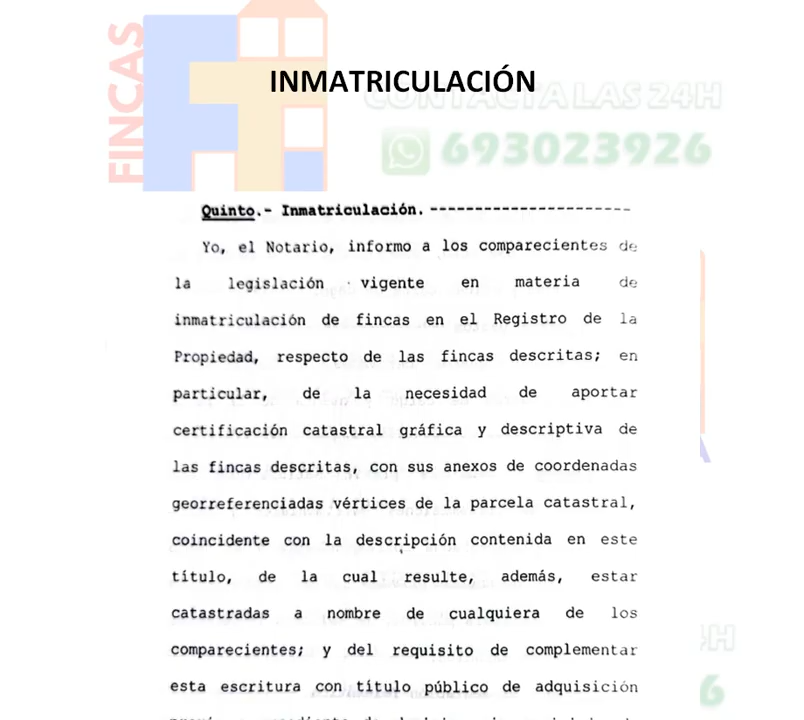 FINCAS
INMATRICULACIÓN
CONTACTA LAS 24H
693023926
Quinto.- Inmatriculación. ----------------------
Yo, el Notario, informo a los comparecientes de
la legislación vigente en materia de
inmatriculación de fincas en el Registro de la
Propiedad, respecto de las fincas descritas; en
particular, de la necesidad de aportar
certificación catastral gráfica y descriptiva de
las fincas descritas, con sus anexos de coordenadas
georreferenciadas vértices de la parcela catastral,
coincidente con la descripción contenida en este
título, de la cual resulte, además, estar
catastradas a nombre de cualquiera de los
comparecientes; y del requisito de complementar
esta escritura con título público de adquisición
4H
6